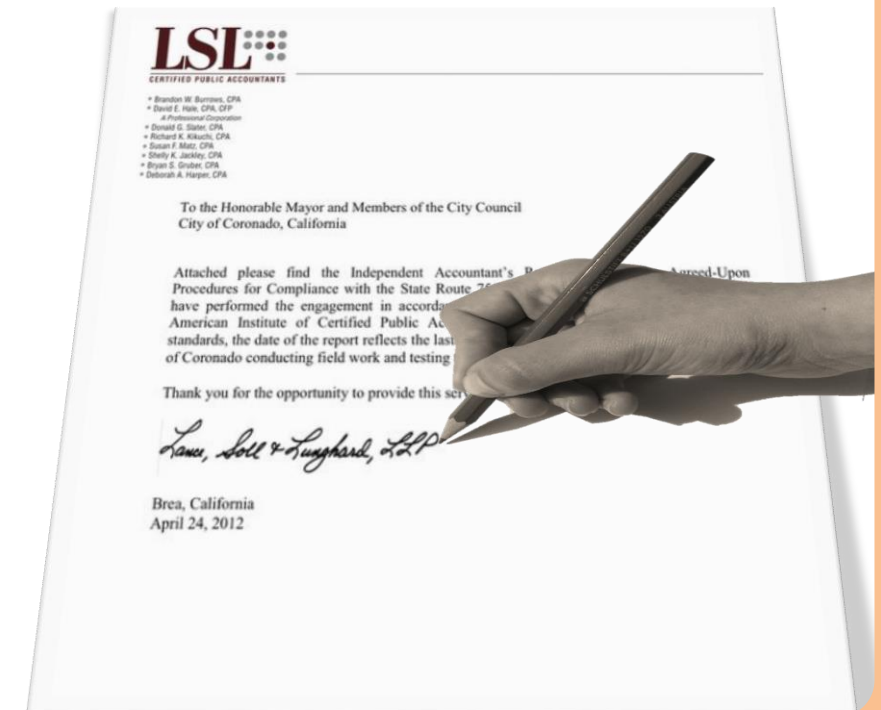 LSL
CERTIFIED PUBLIC ACCOUNTANTS
• Brandon W. Burrows, CPA
• David E. Hale, CPA, CFP
A Professional Corporation
• Donald G. Slater, CPA
• Richard K. Kikuchi, CPA
• Susan F. Matz, CPA
• Shelly K. Jackley, CPA
• Bryan S. Gruber, CPA
• Deborah A. Harper, CPA
To the Honorable Mayor and Members of the City Council
City of Coronado, California
Attached please find the Independent Accountant's Agreed-Upon
Procedures for Compliance with the State Route
have performed the engagement in
American Institute of Certified Public
standards, the date of the report reflects the last
of Coronado conducting field work and testing
Thank you for the opportunity to provide this
Lance, Soll & Lunghard, LLP
Brea, California
April 24, 2012